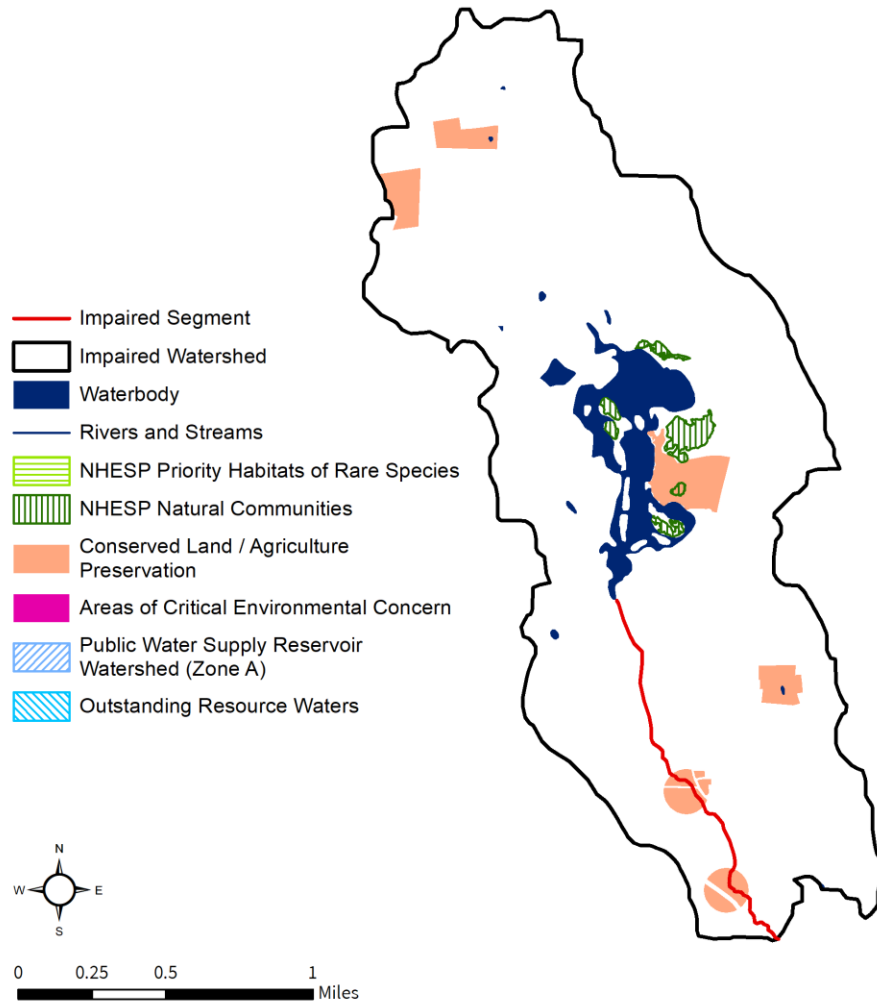 Impaired Segment
Impaired Watershed
Waterbody
Rivers and Streams
NHESP Priority Habitats of Rare Species
NHESP Natural Communities
Conserved Land / Agriculture
Preservation
Areas of Critical Environmental Concern
Public Water Supply Reservoir
Watershed (Zone A)
Outstanding Resource Waters
N
W E
S
0 0.25 0.5 1
Miles